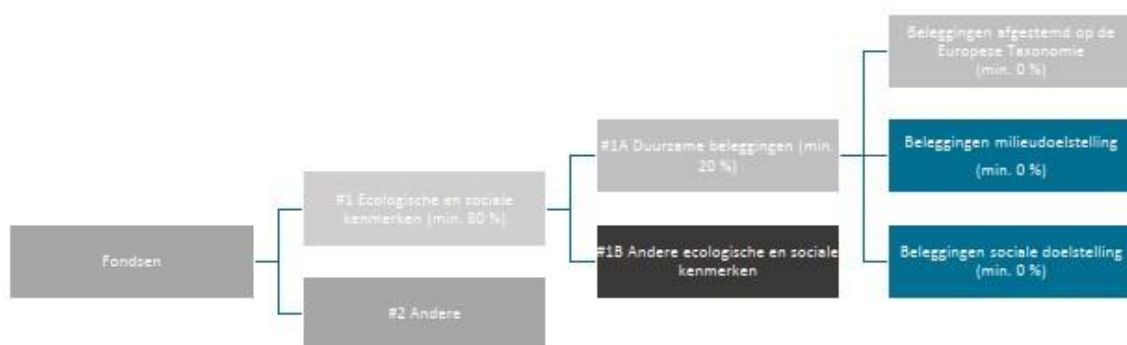 Fondsen
#1 Ecologische en sociale
kenmerken (min. 80 %)
#2 Andere
#1A Duurzame beleggingen (min.
20 %)
#1B Andere ecologische en sociale
kenmerken
Beleggingen afgestemd op de
Europese Taxonomie
(min. 0 %)
Beleggingen milieudoelstelling
(min. 0 %)
Beleggingen sociale doelstelling
(min. 0 %)